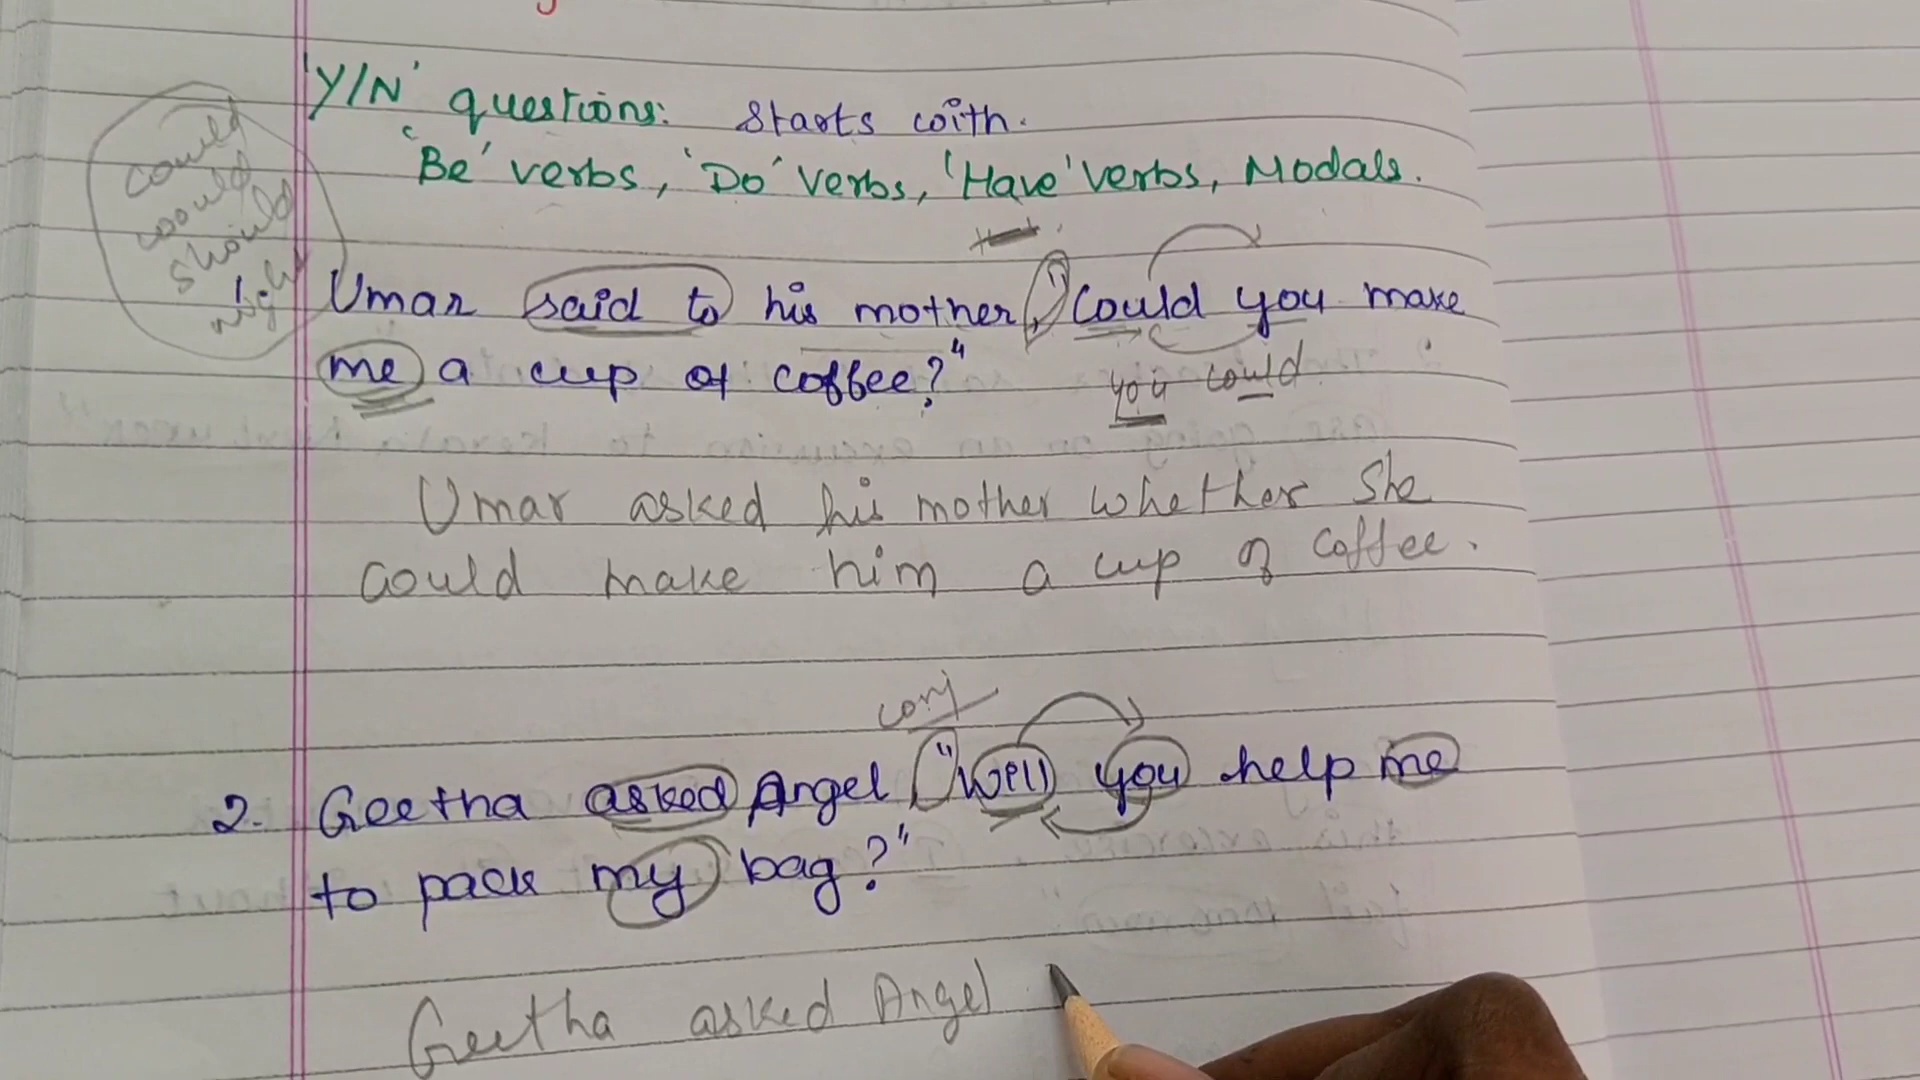 'Y/N' questions: starts with.
'Be' verbs, 'Do' verbs, 'Have' verbs, Modals.
could
would
should
might
1. Umar said to his mother, "Could you make
me a cup of coffee?"
you could
Umar asked his mother whether she
could make him a cup of coffee.
conj
2. Geetha asked Angel "Will you help me
to pack my bag?"
Geetha asked Angel